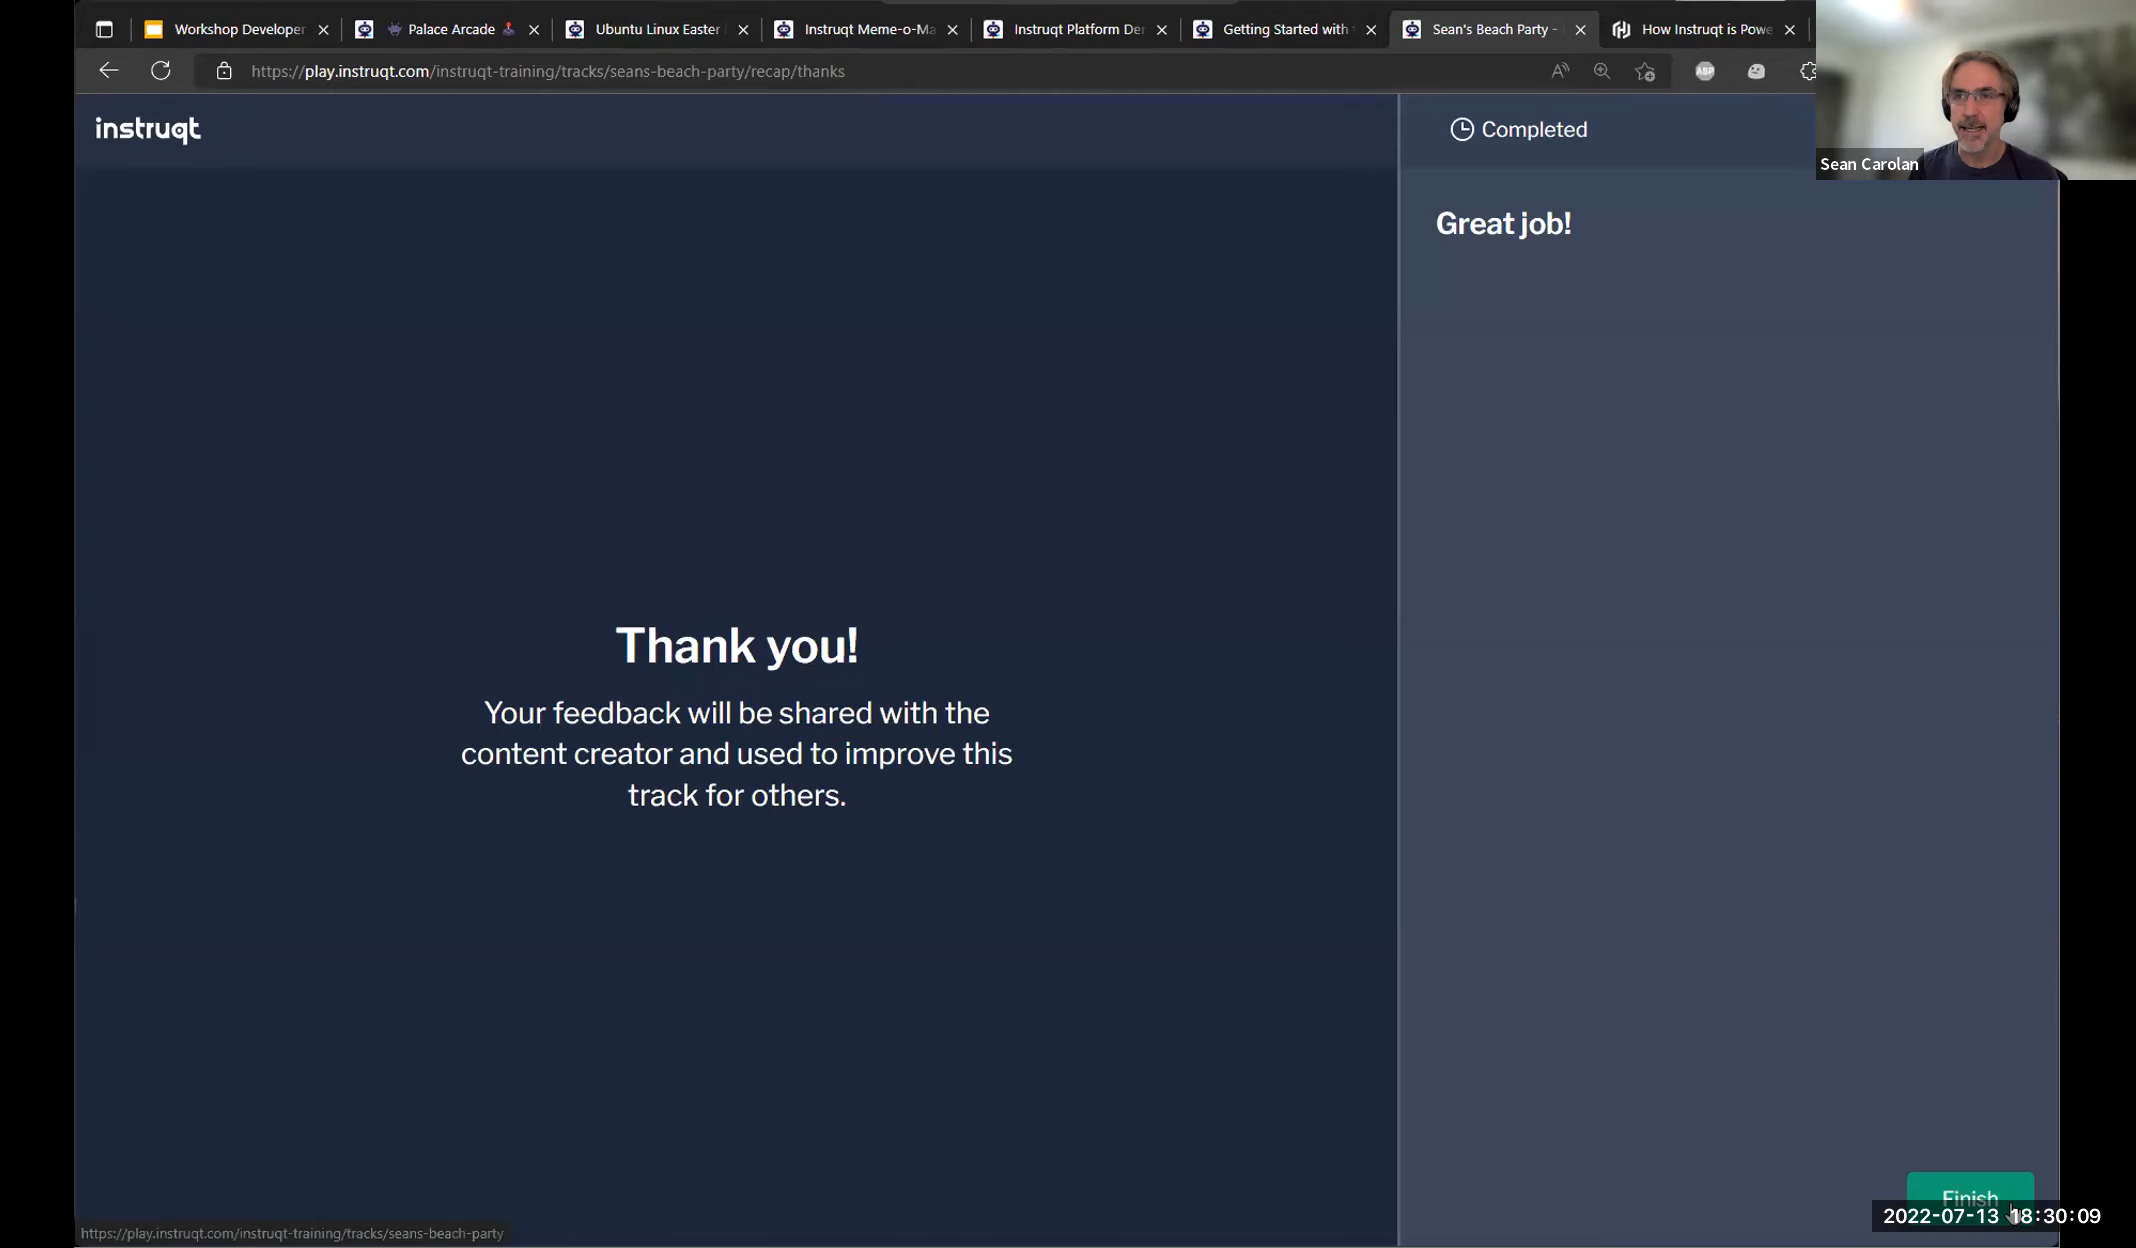 Workshop Developer
Palace Arcade
Ubuntu Linux Easter
Instruqt Meme-o-Ma
Instruqt Platform De
Getting Started with
Sean's Beach Party -
How Instruqt is Powe
https://play.instruqt.com/instruqt-training/tracks/seans-beach-party/recap/thanks
ABP
Sean Carolan
instruqt
Completed
Great job!
Thank you!
Your feedback will be shared with the
content creator and used to improve this
track for others.
Finish
2022-07-13 18:30:09
https://play.instruqt.com/instruqt-training/tracks/seans-beach-party